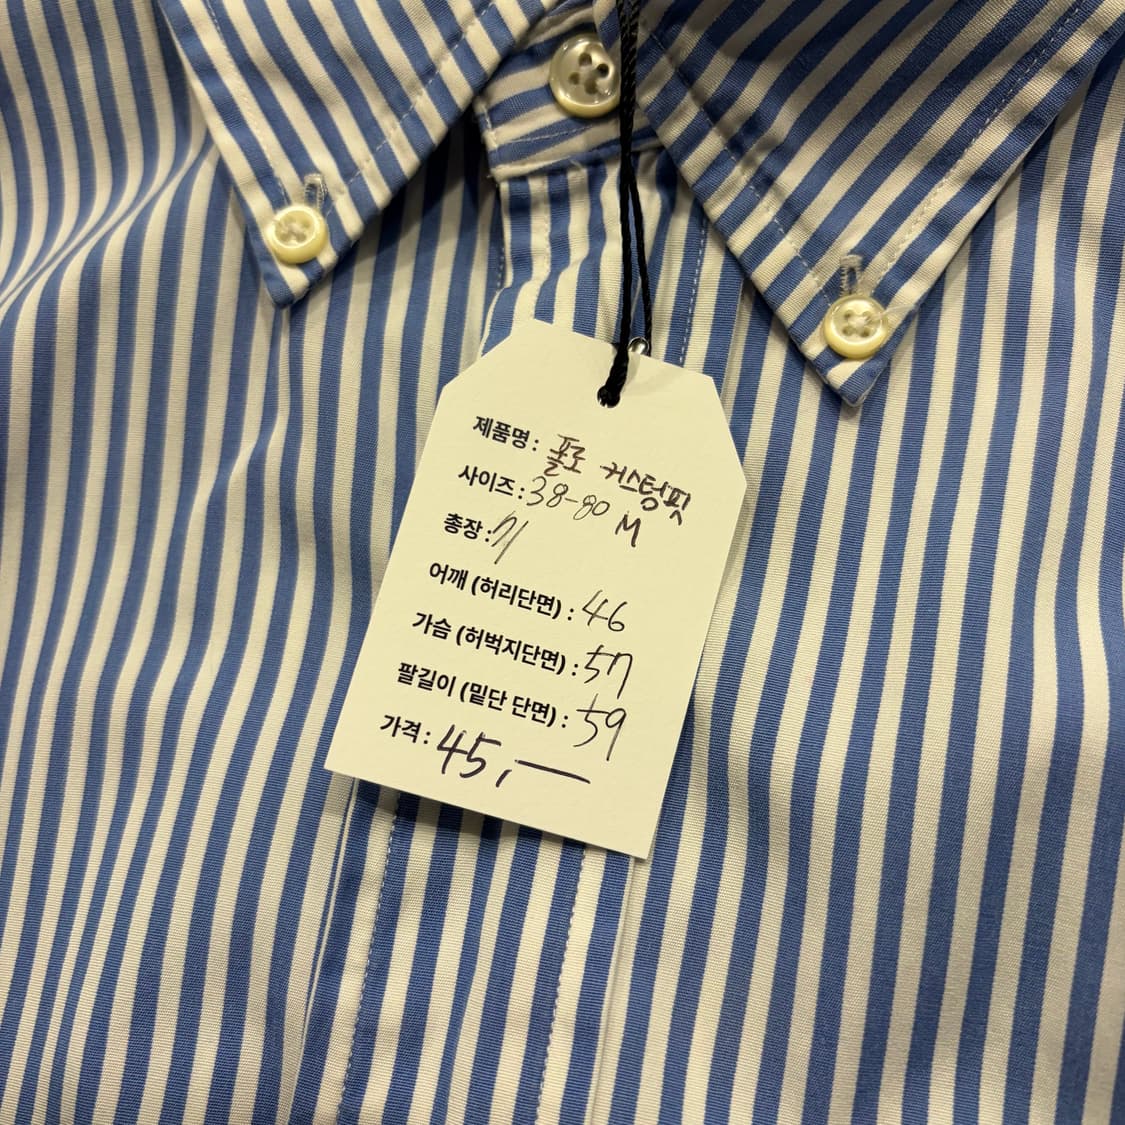 제품명 : 폴로 커스텀핏
사이즈 : 38-80 M
총장 : 71
어깨 (허리단면) : 46
가슴 (허벅지단면) : 57
팔길이 (밑단 단면) : 59
가격 : 45,—